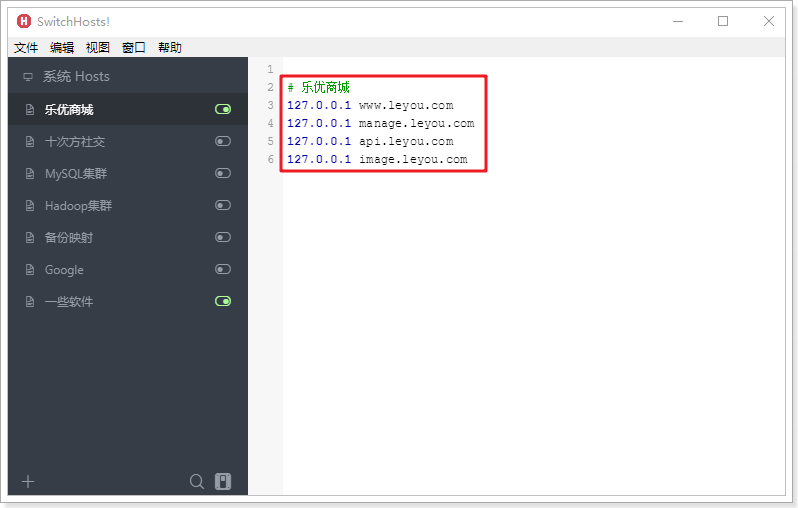 SwitchHosts!
文件 编辑 视图 窗口 帮助
系统 Hosts
乐优商城
十次方社交
MySQL集群
Hadoop集群
备份映射
Google
一些软件
1
2 # 乐优商城
3 127.0.0.1 www.leyou.com
4 127.0.0.1 manage.leyou.com
5 127.0.0.1 api.leyou.com
6 127.0.0.1 image.leyou.com